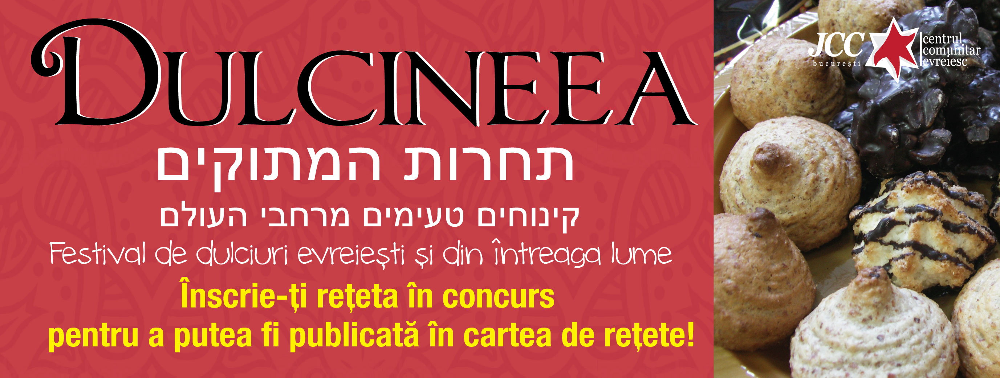 DULCINEEA
תחרות המתוקים
קינוחים טעימים מרחבי העולם
Festival de dulciuri evreiești și din întreaga lume
Înscrie-ți rețeta în concurs
pentru a putea fi publicată în cartea de rețete!
JCC
bucurești
centrul
comunitar
evreiesc